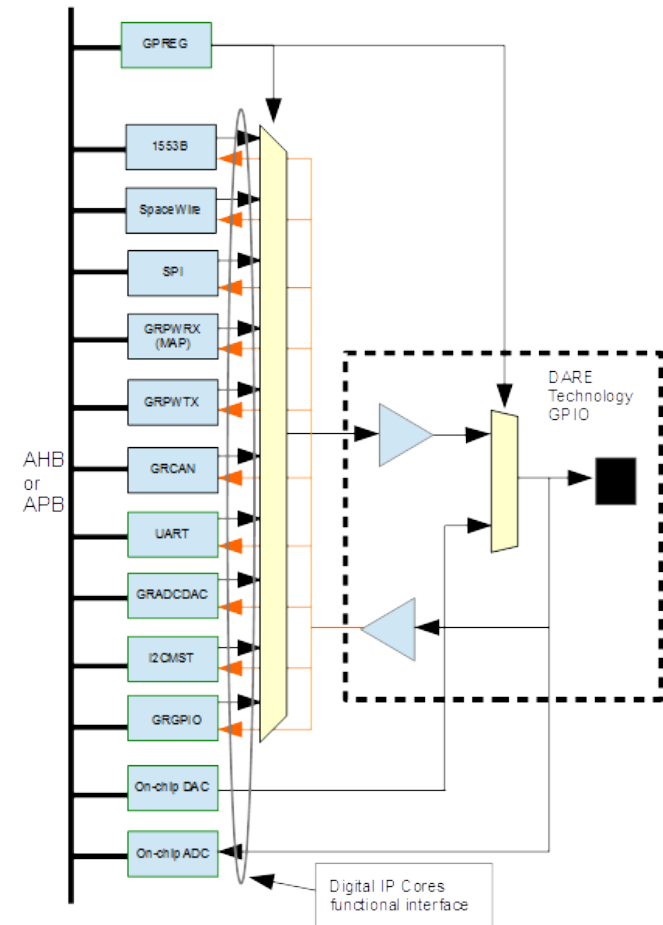 GPREG
1553B
SpaceWire
SPI
GRPWRX
(MAP)
GRPWTX
GRCAN
UART
GRADCDAC
I2CMST
GRGPIO
On-chip DAC
On-chip ADC
AHB
or
APB
DARE
Technology
GPIO
Digital IP Cores
functional interface